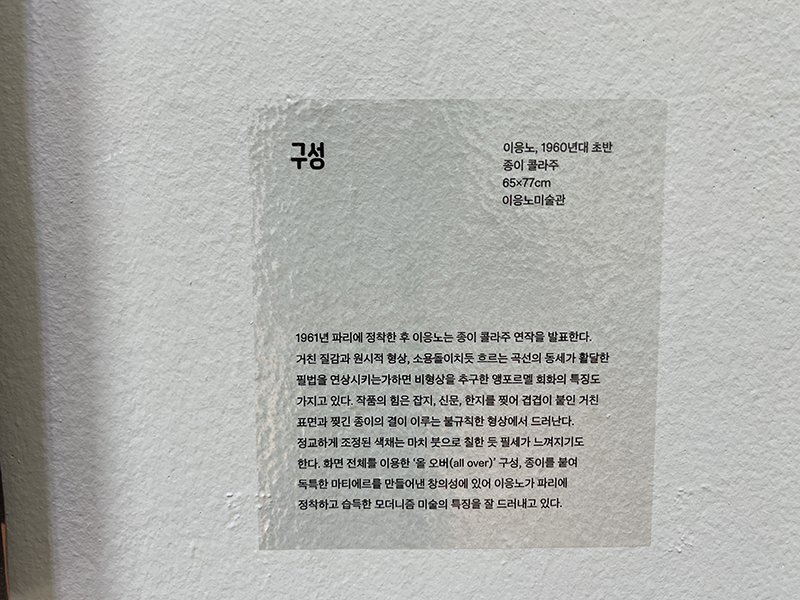 구성
이응노, 1960년대 초반
종이 콜라주
65×77cm
이응노미술관
1961년 파리에 정착한 후 이응노는 종이 콜라주 연작을 발표한다.
거친 질감과 원시적 형상, 소용돌이치듯 흐르는 곡선의 동세가 활달한
필법을 연상시키는가하면 비형상을 추구한 앵포르멜 회화의 특징도
가지고 있다. 작품의 힘은 잡지, 신문, 한지를 찢어 겹겹이 붙인 거친
표면과 찢긴 종이의 결이 이루는 불규칙한 형상에서 드러난다.
정교하게 조정된 색채는 마치 붓으로 칠한 듯 필세가 느껴지기도
한다. 화면 전체를 이용한 ‘올 오버(all over)’ 구성, 종이를 붙여
독특한 마티에르를 만들어낸 창의성에 있어 이응노가 파리에
정착하고 습득한 모더니즘 미술의 특징을 잘 드러내고 있다.